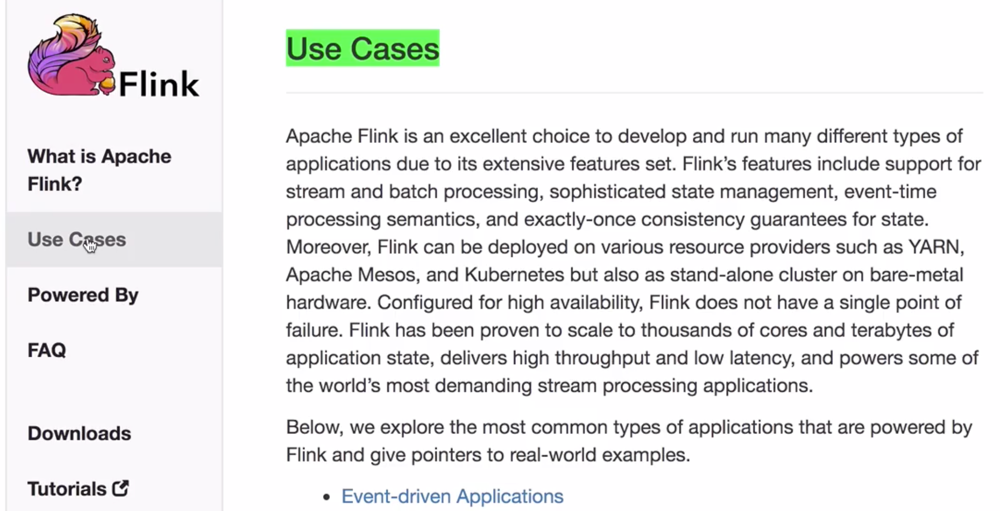 Flink
What is Apache
Flink?
Use Cases
Powered By
FAQ
Downloads
Tutorials
Use Cases
Apache Flink is an excellent choice to develop and run many different types of
applications due to its extensive features set. Flink’s features include support for
stream and batch processing, sophisticated state management, event-time
processing semantics, and exactly-once consistency guarantees for state.
Moreover, Flink can be deployed on various resource providers such as YARN,
Apache Mesos, and Kubernetes but also as stand-alone cluster on bare-metal
hardware. Configured for high availability, Flink does not have a single point of
failure. Flink has been proven to scale to thousands of cores and terabytes of
application state, delivers high throughput and low latency, and powers some of
the world’s most demanding stream processing applications.
Below, we explore the most common types of applications that are powered by
Flink and give pointers to real-world examples.
• Event-driven Applications